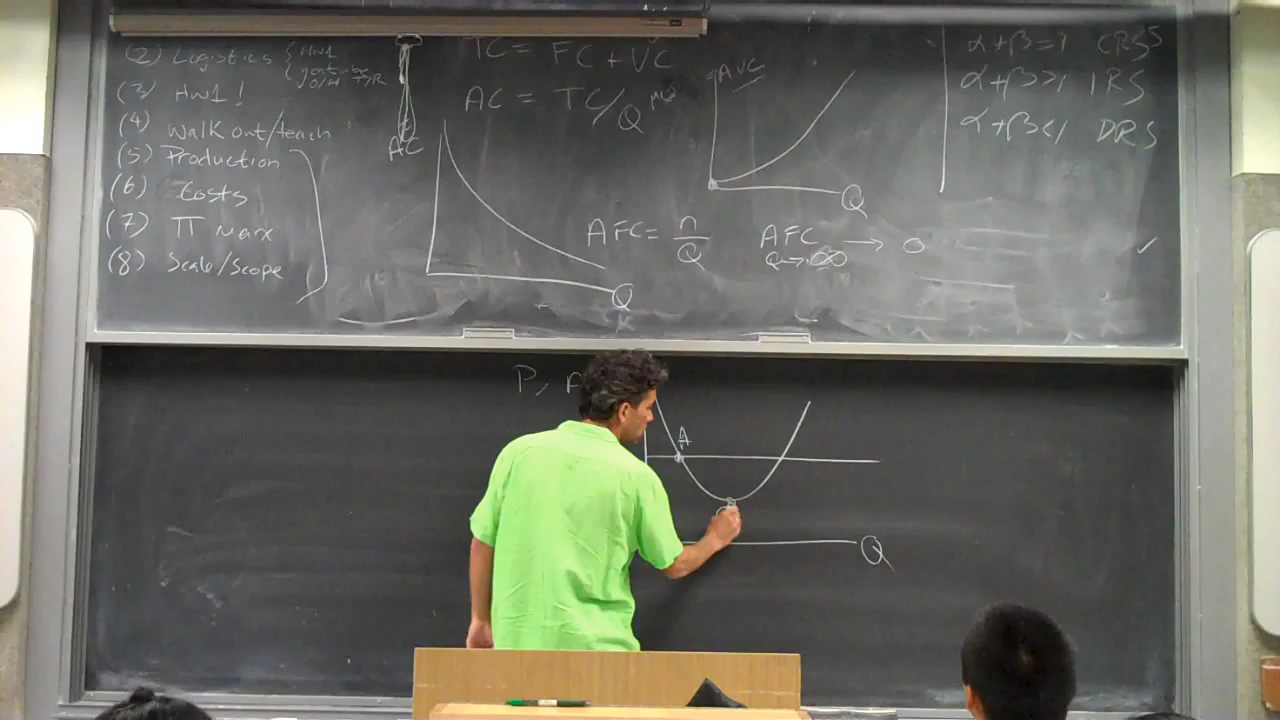 (2) Logistics { HW1
(3) HW1!
(4) Walk out/teach
(5) Production
(6) Costs
(7) Π Max
(8) Scale/Scope
TC = FC + VC
AC = TC/Q
AC
Q
AFC = n/Q
AFC → 0
Q→∞
AVC
Q
α+β=1 CRS
α+β>1 IRS
α+β<1 DRS
P, A
A
B
Q